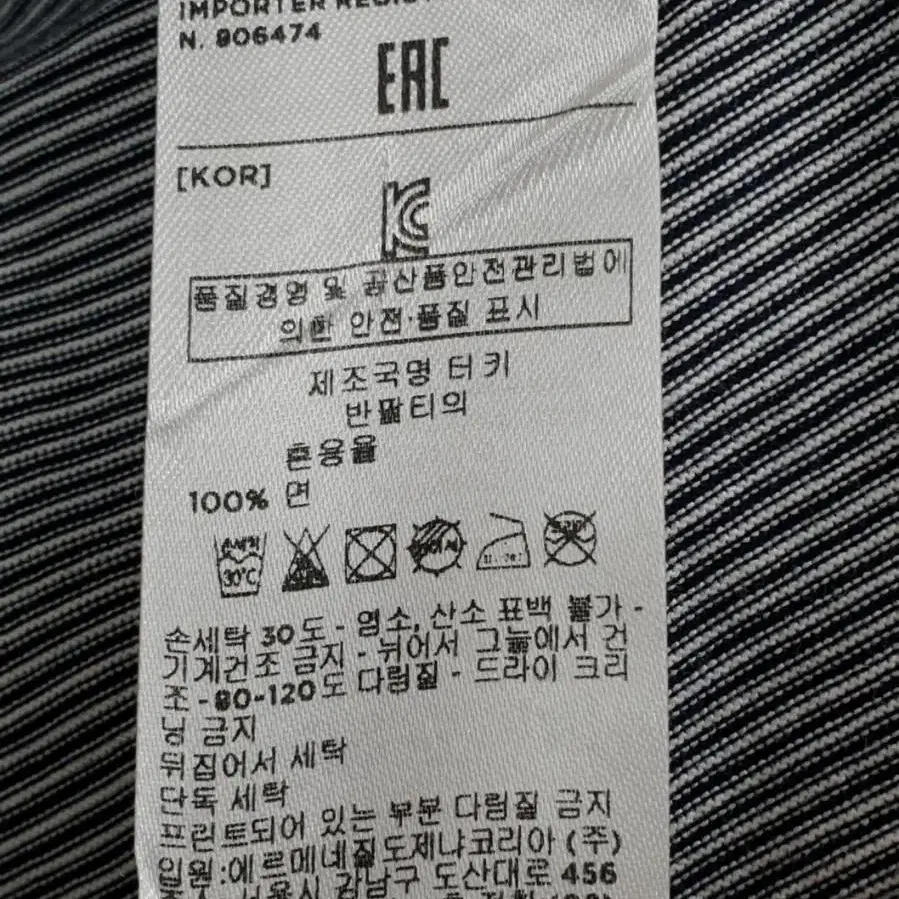 IMPORTER REGIST
N. 906474
EAC
[KOR]
KC
품질경영 및 공산품안전관리법에
의한 안전·품질 표시
제조국명 터키
반팔티의
혼용율
100% 면
손세탁
30°C
손세탁 30도 - 염소, 산소 표백 불가 -
기계건조 금지 - 뉘어서 그늘에서 건
조 - 80-120도 다림질 - 드라이 크리
닝 금지
뒤집어서 세탁
단독 세탁
프린트되어 있는 부분 다림질 금지
입원:에르메네질도제냐코리아 (주)
강남구 도산대로 456